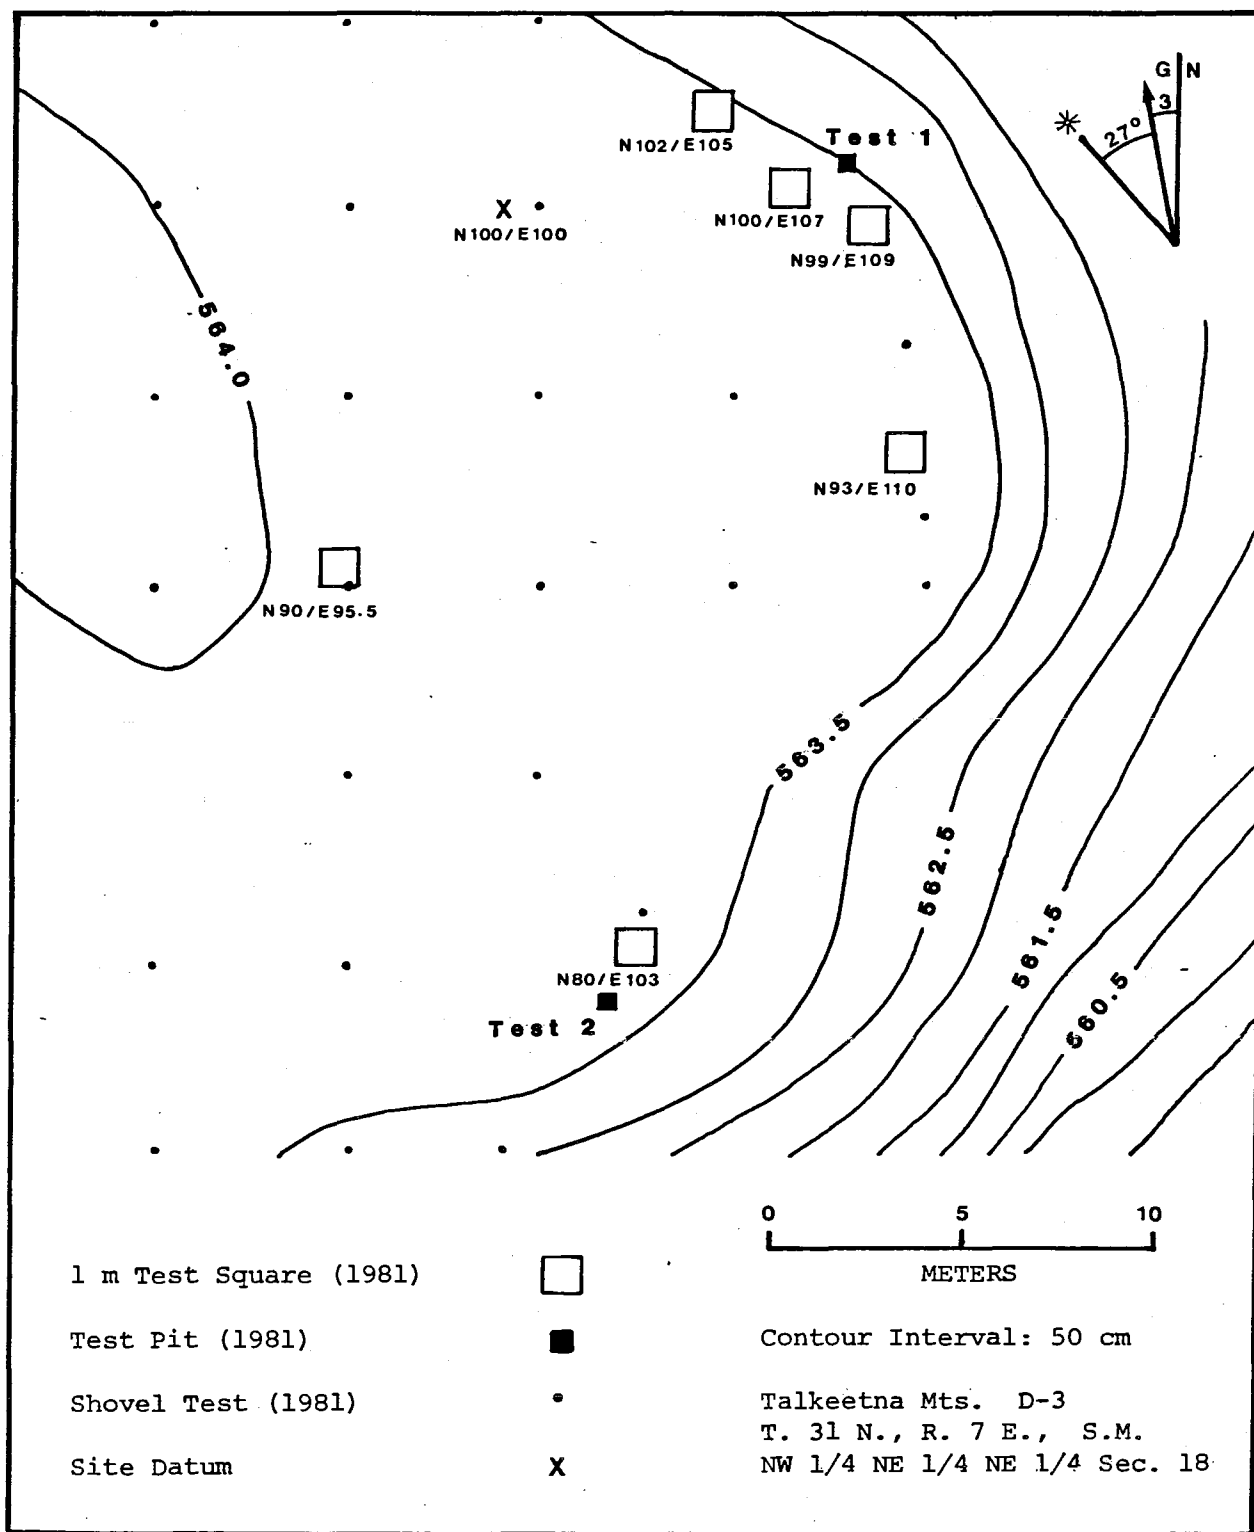 G N
3
27°
Test 1
N102/E105
N100/E107
N100/E100
N99/E109
564.0
N93/E110
N90/E95.5
563.5
562.5
561.5
560.5
N80/E103
Test 2
0 5 10
METERS
1 m Test Square (1981)
Test Pit (1981)
Contour Interval: 50 cm
Shovel Test (1981)
Talkeetna Mts. D-3
T. 31 N., R. 7 E., S.M.
Site Datum X
NW 1/4 NE 1/4 NE 1/4 Sec. 18